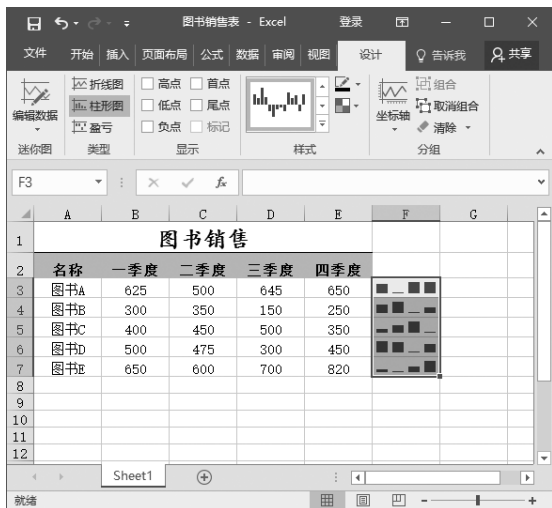 图书销售表 - Excel 登录
文件 开始 插入 页面布局 公式 数据 审阅 视图 设计 告诉我 共享
编辑数据 折线图 柱形图 盈亏 高点 首点 低点 尾点 负点 标记 坐标轴 组合 取消组合 清除
迷你图 类型 显示 样式 分组
F3 fx
A B C D E F G
1 图书销售
2 名称 一季度 二季度 三季度 四季度
3 图书A 625 500 645 650
4 图书B 300 350 150 250
5 图书C 400 450 500 350
6 图书D 500 475 300 450
7 图书E 650 600 700 820
8
9
10
11
12
Sheet1
就绪